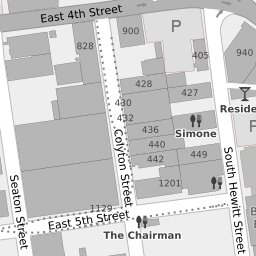 East 4th Street
900
P
828
405
940
428
427
430
432
Reside
436
Simone
440
442
449
Colyton Street
1201
South Hewitt Street
Seaton Street
1129
East 5th Street
The Chairman